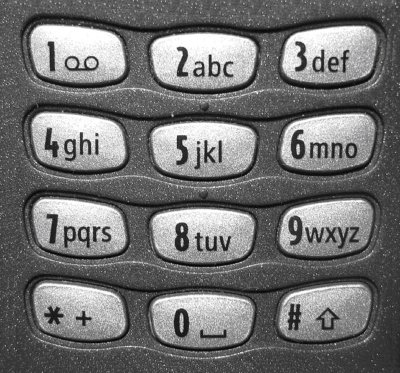 1 2abc 3def
4ghi 5jkl 6mno
7pqrs 8tuv 9wxyz
*+ 0 #